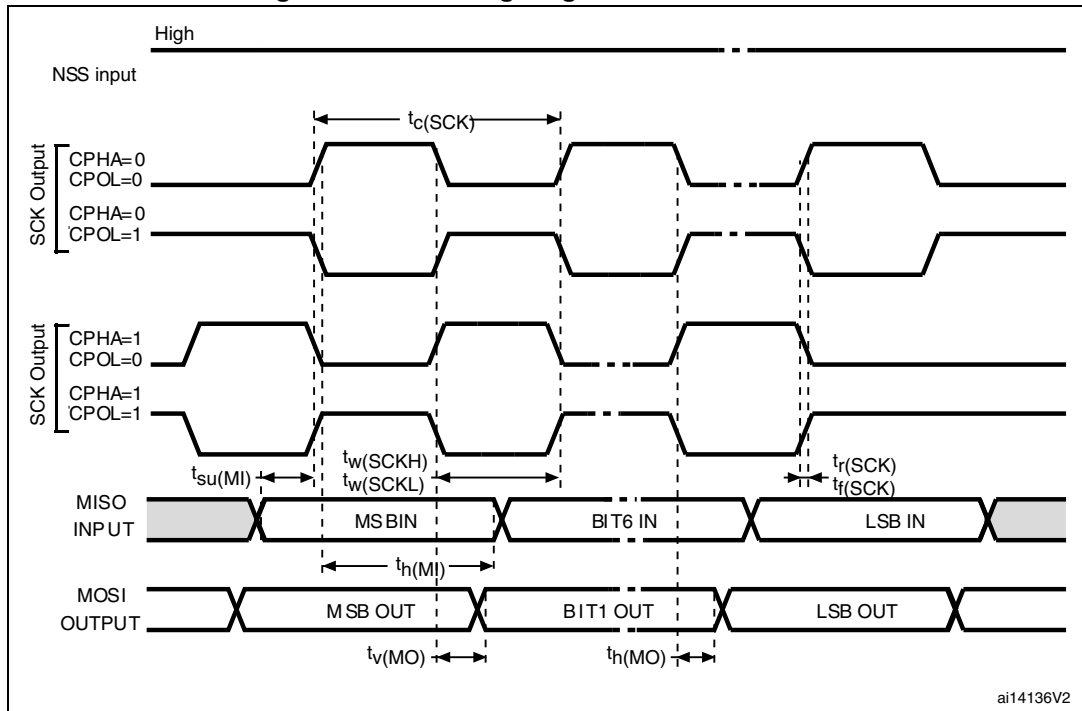 High
NSS input
tc(SCK)
SCK Output
CPHA=0
CPOL=0
CPHA=0
CPOL=1
SCK Output
CPHA=1
CPOL=0
CPHA=1
CPOL=1
tsu(MI)
tw(SCKH)
tw(SCKL)
tr(SCK)
tf(SCK)
MISO
INPUT
MSBIN
BIT6 IN
LSB IN
th(MI)
MOSI
OUTPUT
MSB OUT
BIT1 OUT
LSB OUT
tv(MO)
th(MO)
ai14136V2